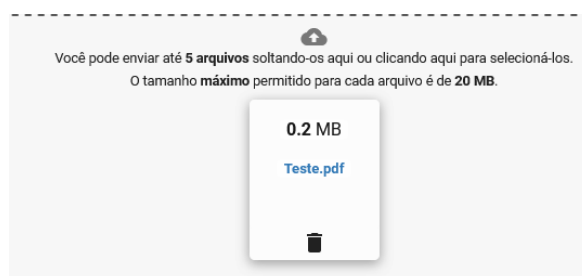 Você pode enviar até 5 arquivos soltando-os aqui ou clicando aqui para selecioná-los.
O tamanho máximo permitido para cada arquivo é de 20 MB.
0.2 MB
Teste.pdf